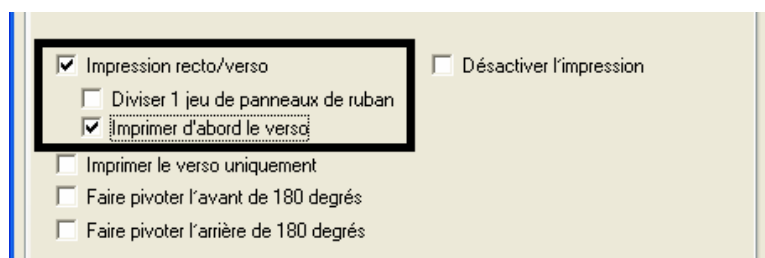 Impression recto/verso
Désactiver l'impression
Diviser 1 jeu de panneaux de ruban
Imprimer d'abord le verso
Imprimer le verso uniquement
Faire pivoter l'avant de 180 degrés
Faire pivoter l'arrière de 180 degrés